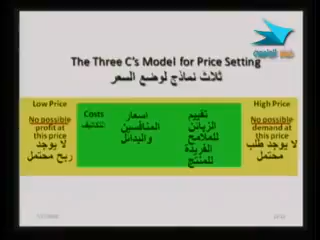 The Three C's Model for Price Setting
ثلاث نماذج لوضع السعر
Low Price
No possible
profit at
this price
لا يوجد
ربح محتمل
Costs
التكاليف
اسعار
المنافسين
والبدائل
تقييم
الزبائن
للملامح
الفريدة
للمنتج
High Price
No possible
demand at
this price
لا يوجد طلب
محتمل